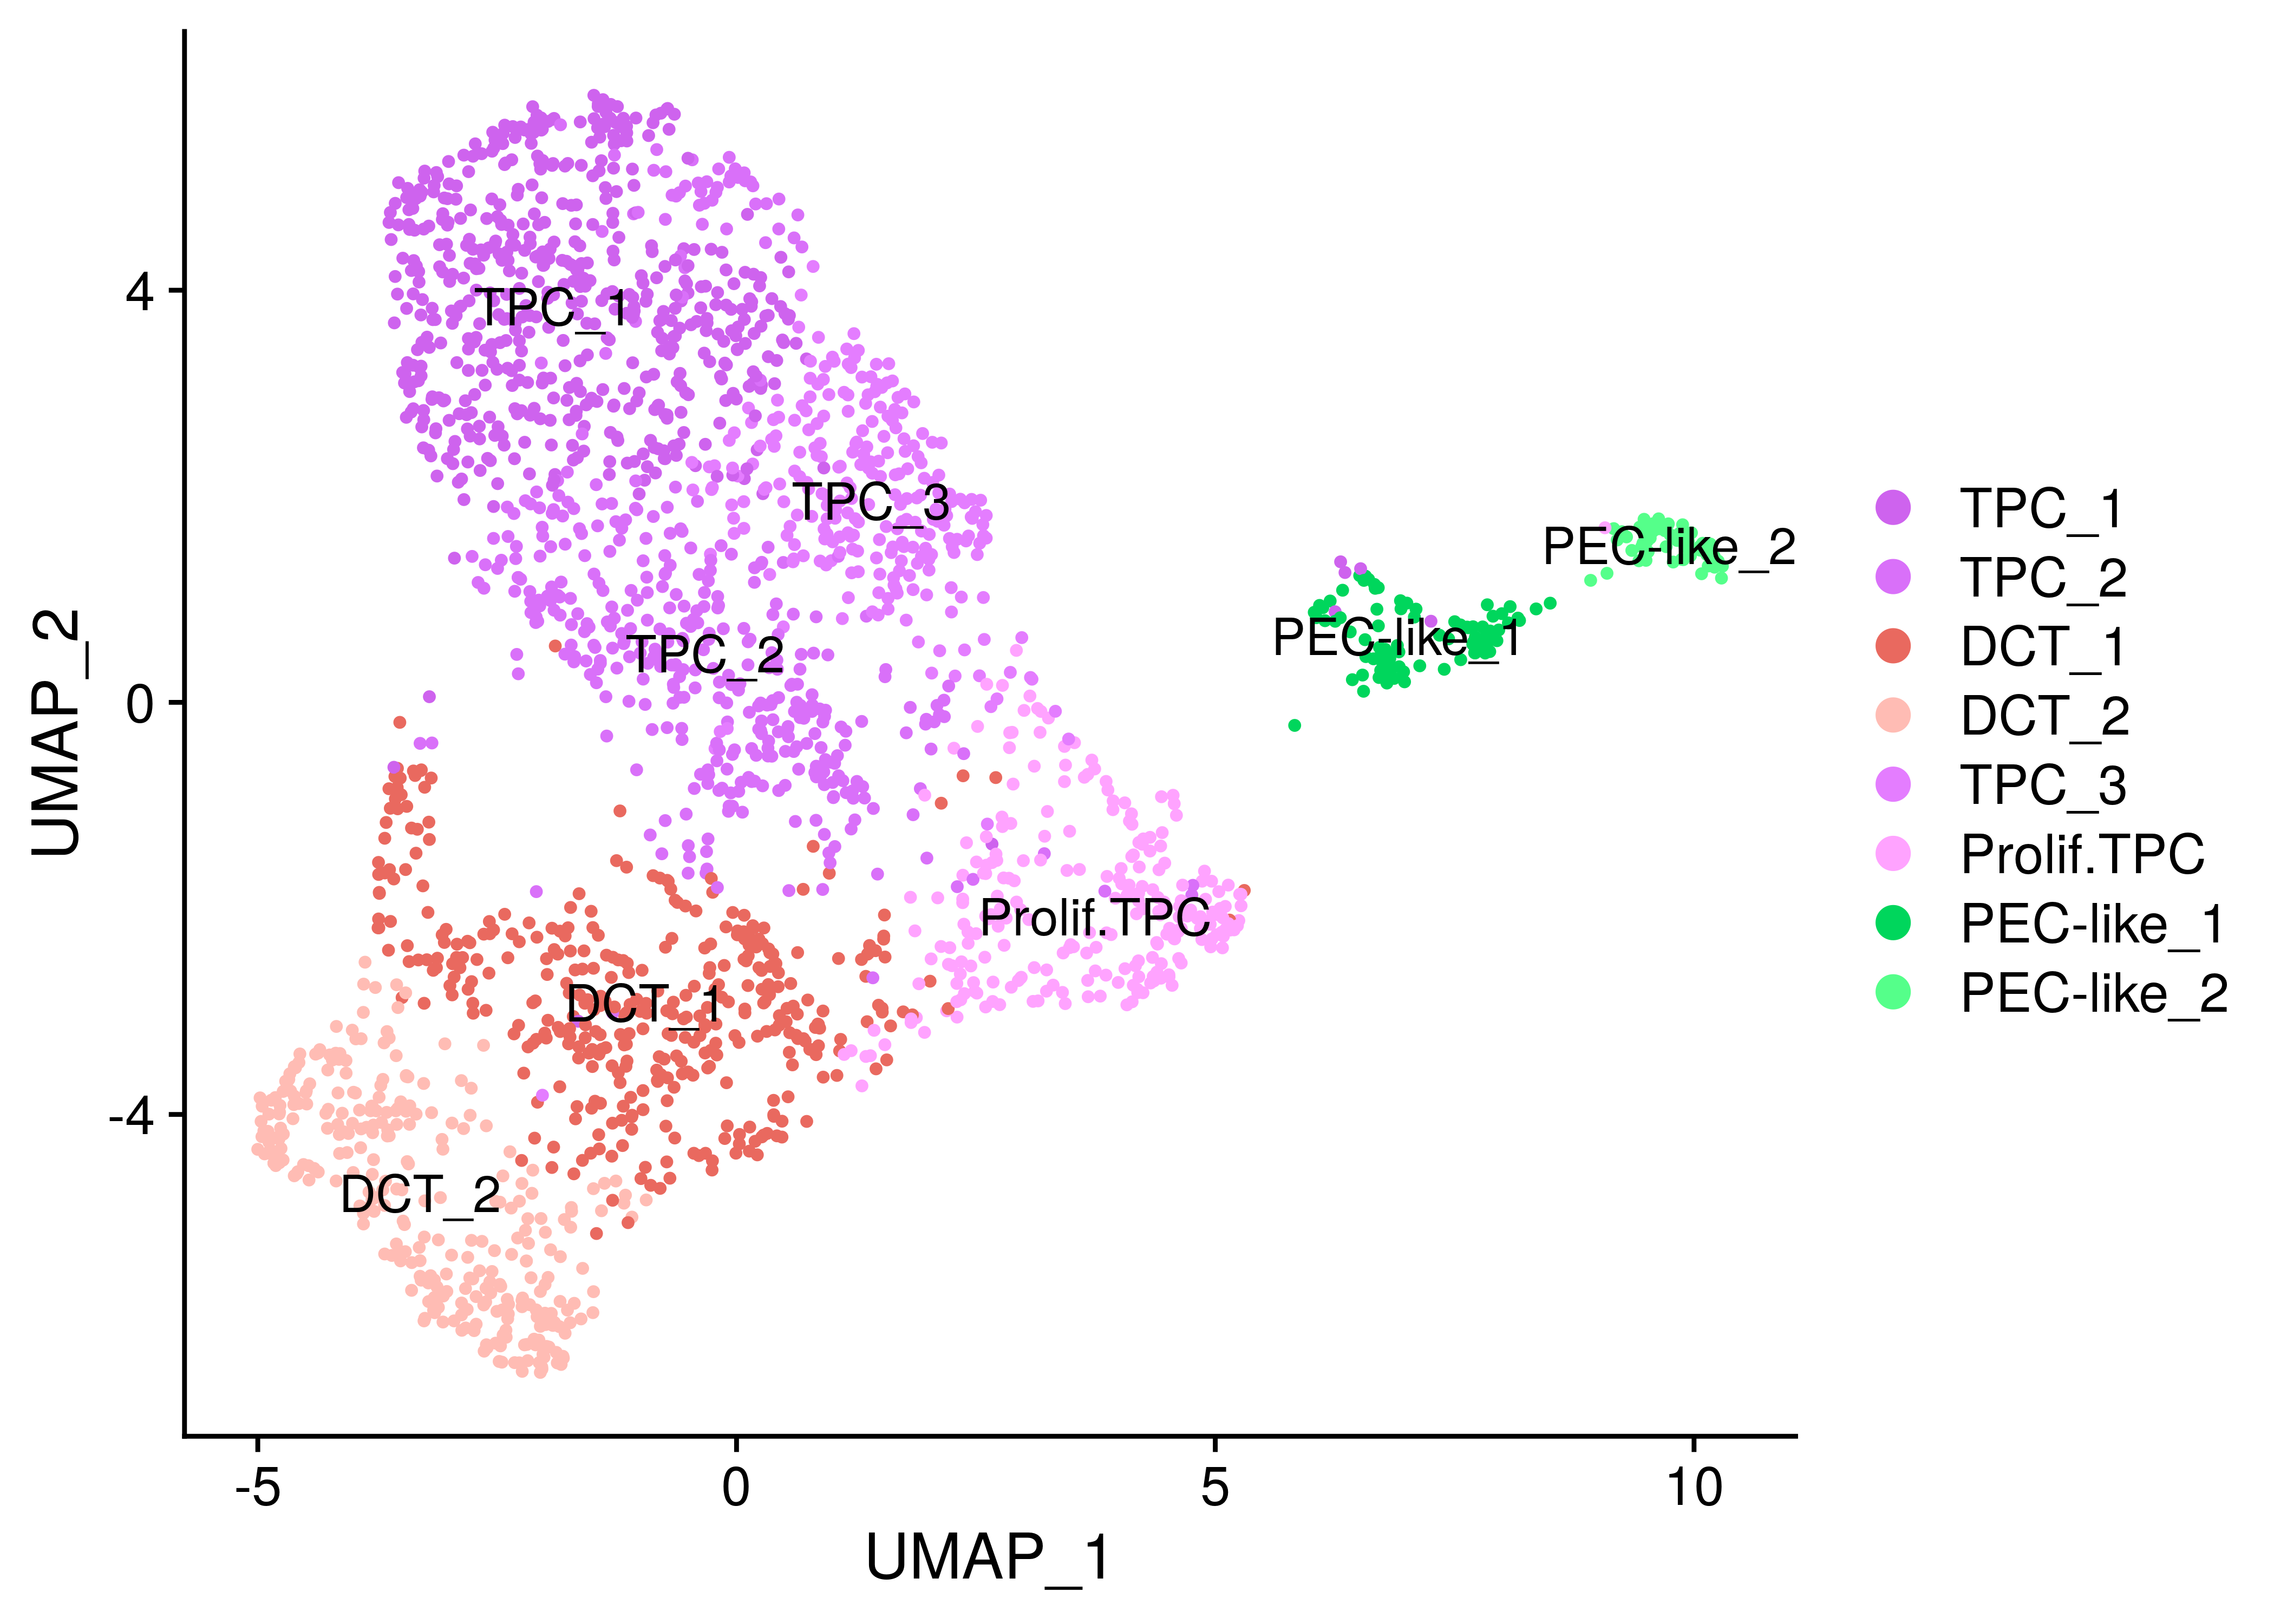 TPC_1
TPC_3
TPC_2
PEC-like_2
PEC-like_1
Prolif.TPC
DCT_1
DCT_2
4
0
-4
-5
0
5
10
UMAP_1
UMAP_2
TPC_1
TPC_2
DCT_1
DCT_2
TPC_3
Prolif.TPC
PEC-like_1
PEC-like_2